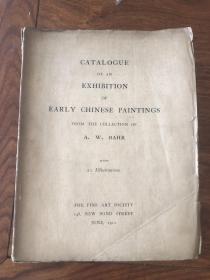 CATALOGUE
OF AN
EXHIBITION
OF
EARLY CHINESE PAINTINGS
FROM THE COLLECTION OF
A. W. BAHR
WITH
Illustrations
THE FINE ART SOCIETY
148, NEW BOND STREET
JUNE,